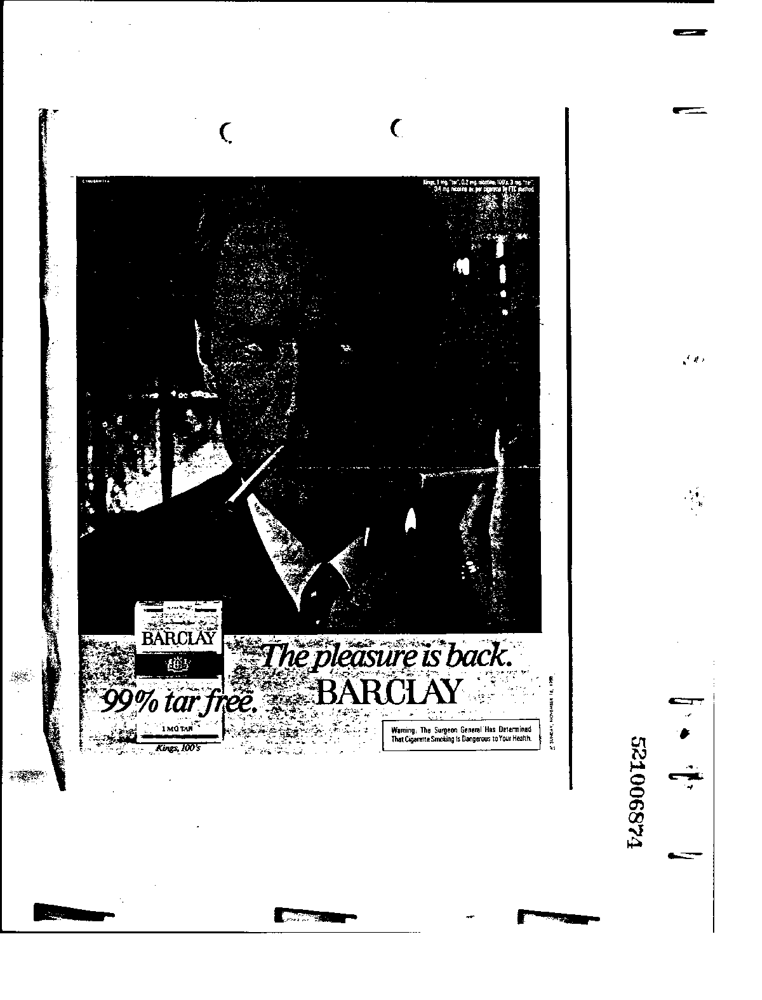 Kings, 1 mg. "tar", 0.2 mg. nicotine; 100's, 3 mg. "tar",
0.4 mg. nicotine av. per cigarette by FTC method.
BARCLAY
99% tar free.
1 MG TAR
Kings, 100's
The pleasure is back.
BARCLAY
Warning: The Surgeon General Has Determined
That Cigarette Smoking Is Dangerous to Your Health.
521006874